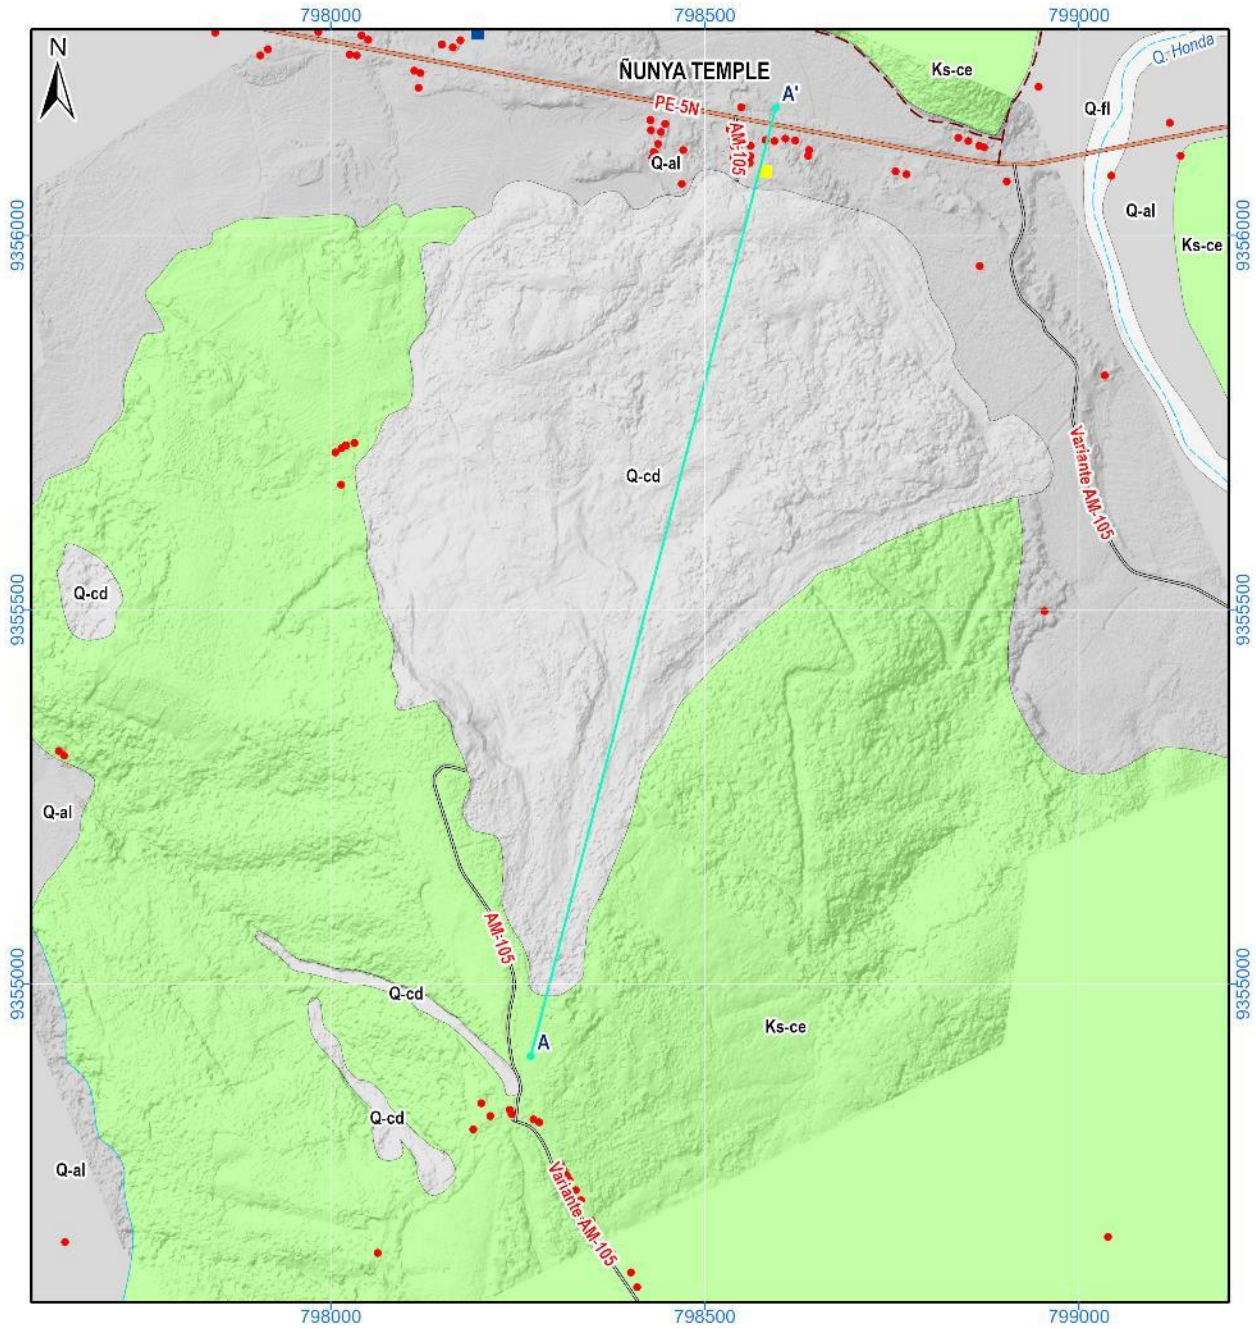 798000
798500
799000
N
ÑUNYA TEMPLE
Ks-ce
Q. Honda
PE-5N
A'
Q-fl
AM-105
Q-al
Q-al
9356000
Ks-ce
9356000
Variante AM-105
Q-cd
Q-cd
9355500
9355500
Q-al
AM-105
Q-cd
9355000
9355000
Ks-ce
A
Q-cd
Q-al
Variante AM-105
798000
798500
799000